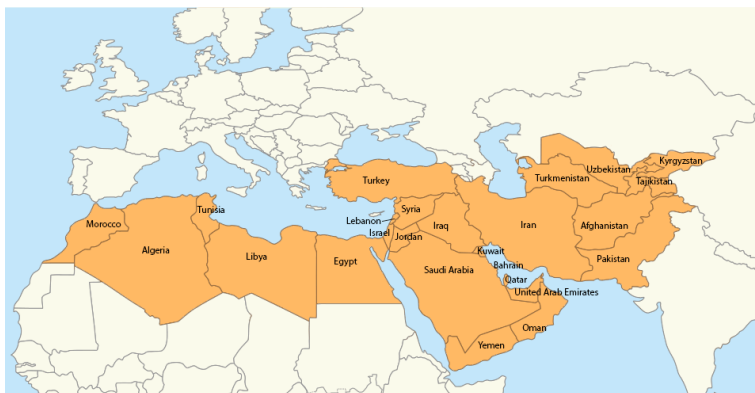 Kyrgyzstan
Uzbekistan
Turkmenistan
Tajikistan
Turkey
Tunisia
Syria
Lebanon
Morocco
Iraq
Iran
Afghanistan
Israel
Jordan
Algeria
Libya
Egypt
Kuwait
Pakistan
Bahrain
Saudi Arabia
Qatar
United Arab Emirates
Oman
Yemen